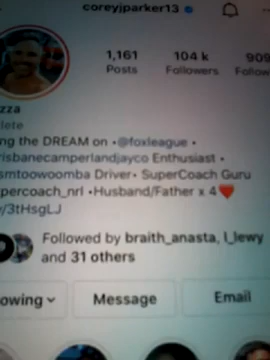 coreyjparker13
1,161 104 k 909
Posts Followers Follow
zza
lete
ng the DREAM on •@foxleague •
risbanecamperlandjayco Enthusiast •
smtoowoomba Driver• SuperCoach Guru
percoach_nrl •Husband/Father x 4❤️
/3tHsgLJ
Followed by braith_anasta, l_lewy
and 31 others
owing Message Email